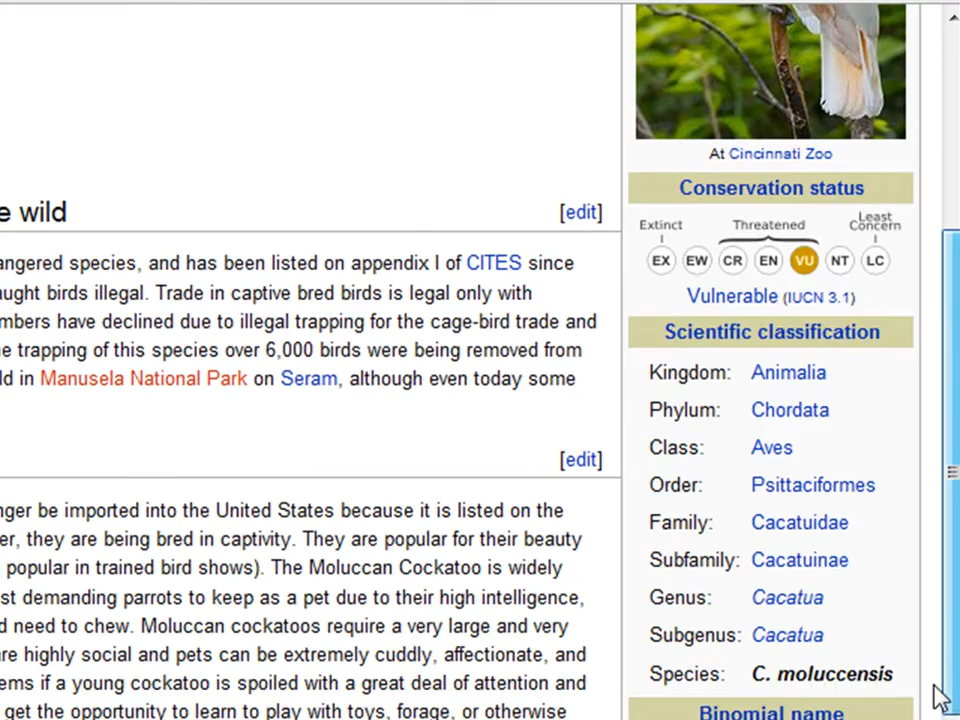 At Cincinnati Zoo
Conservation status
Extinct
Threatened
Least
Concern
EX EW CR EN VU NT LC
Vulnerable (IUCN 3.1)
Scientific classification
Kingdom: Animalia
Phylum: Chordata
Class: Aves
Order: Psittaciformes
Family: Cacatuidae
Subfamily: Cacatuinae
Genus: Cacatua
Subgenus: Cacatua
Species: C. moluccensis
Binomial name
e wild [edit]
angered species, and has been listed on appendix I of CITES since
aught birds illegal. Trade in captive bred birds is legal only with
mbers have declined due to illegal trapping for the cage-bird trade and
e trapping of this species over 6,000 birds were being removed from
ld in Manusela National Park on Seram, although even today some
[edit]
nger be imported into the United States because it is listed on the
er, they are being bred in captivity. They are popular for their beauty
popular in trained bird shows). The Moluccan Cockatoo is widely
st demanding parrots to keep as a pet due to their high intelligence,
d need to chew. Moluccan cockatoos require a very large and very
re highly social and pets can be extremely cuddly, affectionate, and
ems if a young cockatoo is spoiled with a great deal of attention and
get the opportunity to learn to play with toys, forage, or otherwise